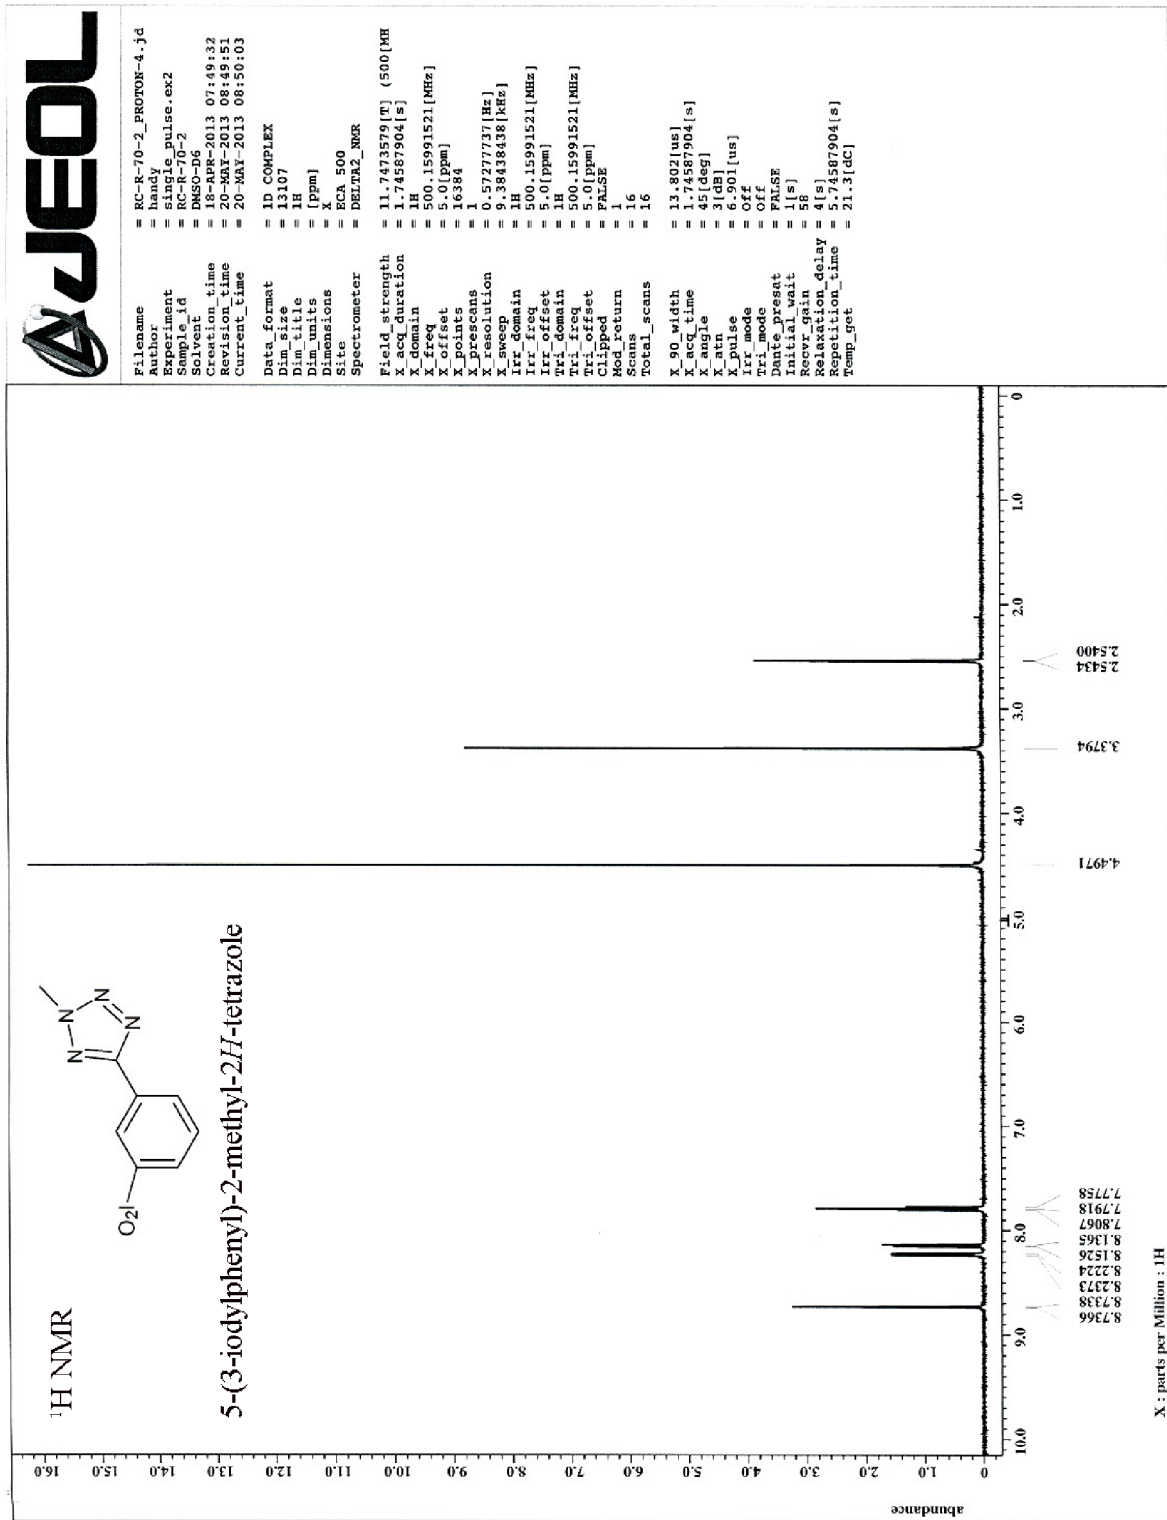 JEOL
Filename = RC-R-70-2_PROTON-4.jd
Author = handy
Experiment = single_pulse.ex2
Sample_id = RC-R-70-2
Solvent = DMSO-D6
Creation_time = 18-APR-2013 07:49:32
Revision_time = 20-MAY-2013 08:49:51
Current_time = 20-MAY-2013 08:50:03
Data_format = 1D COMPLEX
Dim_size = 13107
Dim_title = 1H
Dim_units = [ppm]
Dimensions = X
Site = ECA 500
Spectrometer = DELTA2_NMR
Field_strength = 11.7473579[T] (500[MH
X_acq_duration = 1.74587904[s]
X_domain = 1H
X_freq = 500.15991521[MHz]
X_offset = 5.0[ppm]
X_points = 16384
X_prescans = 1
X_resolution = 0.57277737[Hz]
X_sweep = 9.38438438[kHz]
Irr_domain = 1H
Irr_freq = 500.15991521[MHz]
Irr_offset = 5.0[ppm]
Tri_domain = 1H
Tri_freq = 500.15991521[MHz]
Tri_offset = 5.0[ppm]
Clipped = FALSE
Mod_return = 1
Scans = 16
Total_scans = 16
X_90_width = 13.802[us]
X_acq_time = 1.74587904[s]
X_angle = 45[deg]
X_atn = 3[dB]
X_pulse = 6.901[us]
Irr_mode = Off
Tri_mode = Off
Dante_presat = FALSE
Initial_wait = 1[s]
Recvr_gain = 58
Relaxation_delay = 4[s]
Repetition_time = 5.74587904[s]
Temp_get = 21.3[dC]
¹H NMR
O₂I
N
N
N
N
5-(3-iodylphenyl)-2-methyl-2H-tetrazole
abundance
16.0
15.0
14.0
13.0
12.0
11.0
10.0
9.0
8.0
7.0
6.0
5.0
4.0
3.0
2.0
1.0
0
10.0 9.0 8.0 7.0 6.0 5.0 4.0 3.0 2.0 1.0 0
8.7366
8.7338
8.2373
8.2224
8.1526
8.1365
7.8067
7.7918
7.7758
4.4971
3.3794
2.5434
2.5400
X : parts per Million : 1H